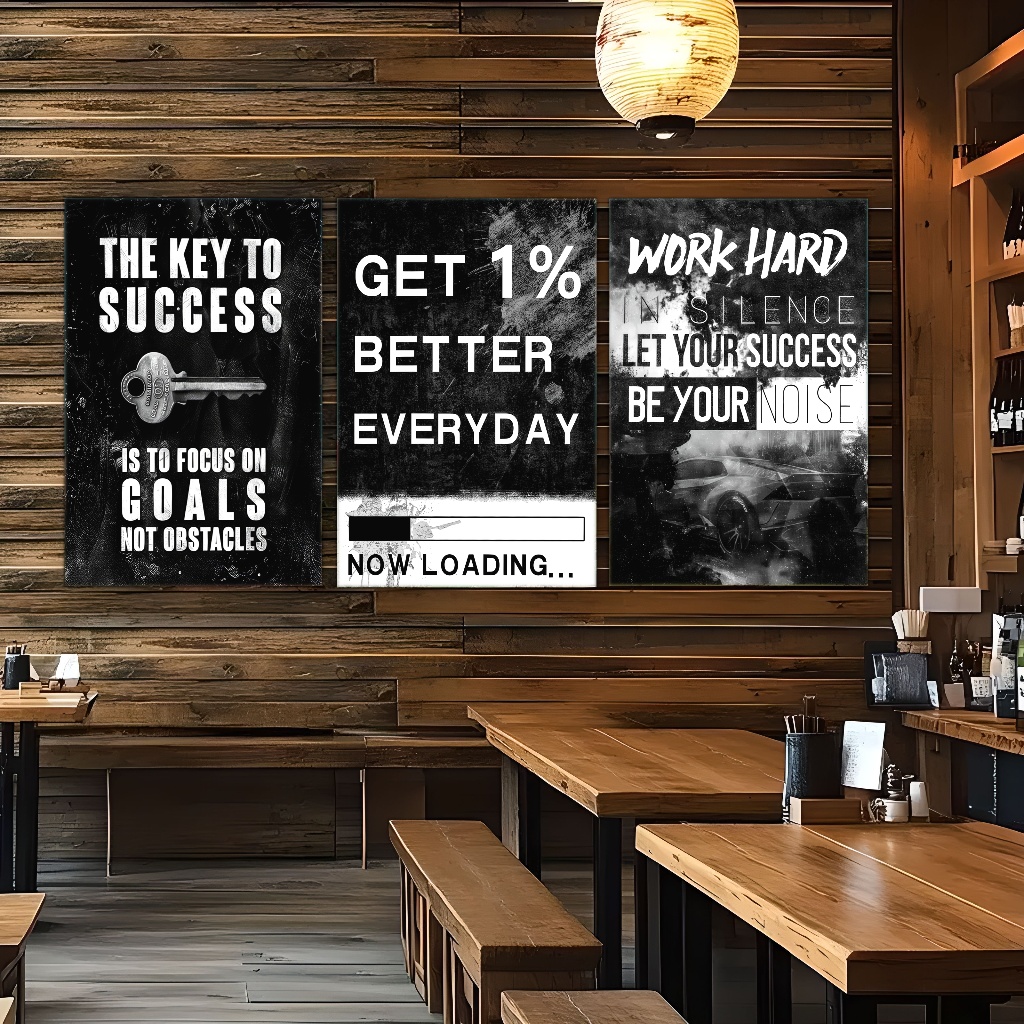 THE KEY TO
SUCCESS
IS TO FOCUS ON
GOALS
NOT OBSTACLES
GET 1%
BETTER
EVERYDAY
NOW LOADING...
WORK HARD
IN SILENCE
LET YOUR SUCCESS
BE YOUR NOISE